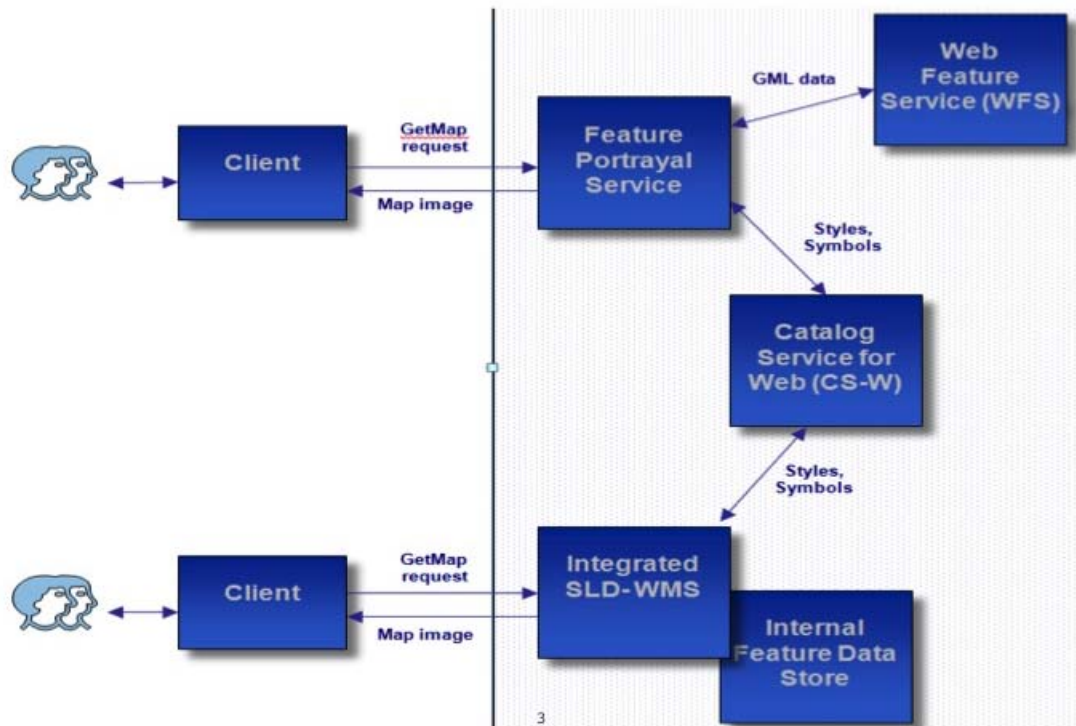 Web
Feature
Service (WFS)
GML data
GetMap
request
Client
Feature
Portrayal
Service
Map image
Styles,
Symbols
Catalog
Service for
Web (CS-W)
Styles,
Symbols
GetMap
request
Client
Integrated
SLD-WMS
Map image
Internal
Feature Data
Store
3